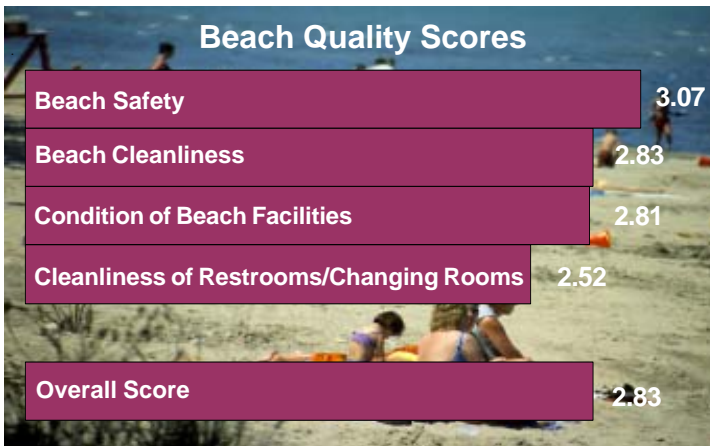 Beach Quality Scores
Beach Safety 3.07
Beach Cleanliness 2.83
Condition of Beach Facilities 2.81
Cleanliness of Restrooms/Changing Rooms 2.52
Overall Score 2.83